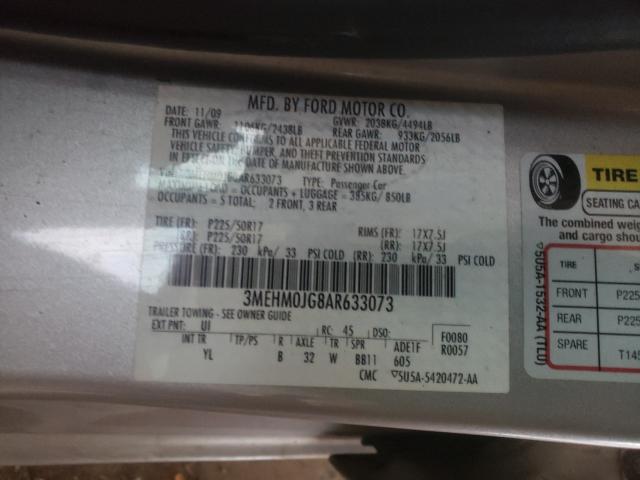 MFD. BY FORD MOTOR CO.
DATE: 11/09 GVWR: 2038KG/4494LB
FRONT GAWR: 1106KG/2438LB REAR GAWR: 933KG/2056LB
THIS VEHICLE CONFORMS TO ALL APPLICABLE FEDERAL MOTOR
VEHICLE SAFETY, BUMPER, AND THEFT PREVENTION STANDARDS
IN EFFECT ON THE DATE OF MANUFACTURE SHOWN ABOVE.
TYPE: Passenger Car
MAXIMUM LOAD = OCCUPANTS + LUGGAGE = 385KG/ 850LB
OCCUPANTS = 5 TOTAL; 2 FRONT, 3 REAR
TIRE (FR): P225/50R17 RIMS (FR): 17X7.5J
(RR): P225/50R17 (RR): 17X7.5J
PRESSURE (FR): 230 kPa/ 33 PSI COLD (RR): 230 kPa/ 33 PSI COLD
3MEHM0JG8AR633073
TRAILER TOWING - SEE OWNER GUIDE
EXT PNT: UI RC: 45 DSO: F0080
INT TR TP/PS R AXLE TR SPR ADETF R0057
YL B 32 W BB11 605
CMC 5U5A-5420472-AA
5U5A-1532-AA (TLU)
TIRE
SEATING CA
The combined weig
and cargo shou
TIRE S
FRONT P225
REAR P225
SPARE T145